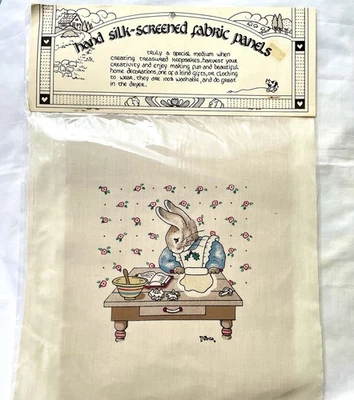 hand silk-screened fabric panels
truly a special medium when
creating treasured keepsakes, harvest your
creativity and enjoy making fun and beautiful
home decorations, one of a kind gifts, or clothing
to wear. they are 100% washable, and do great
in the dryer.